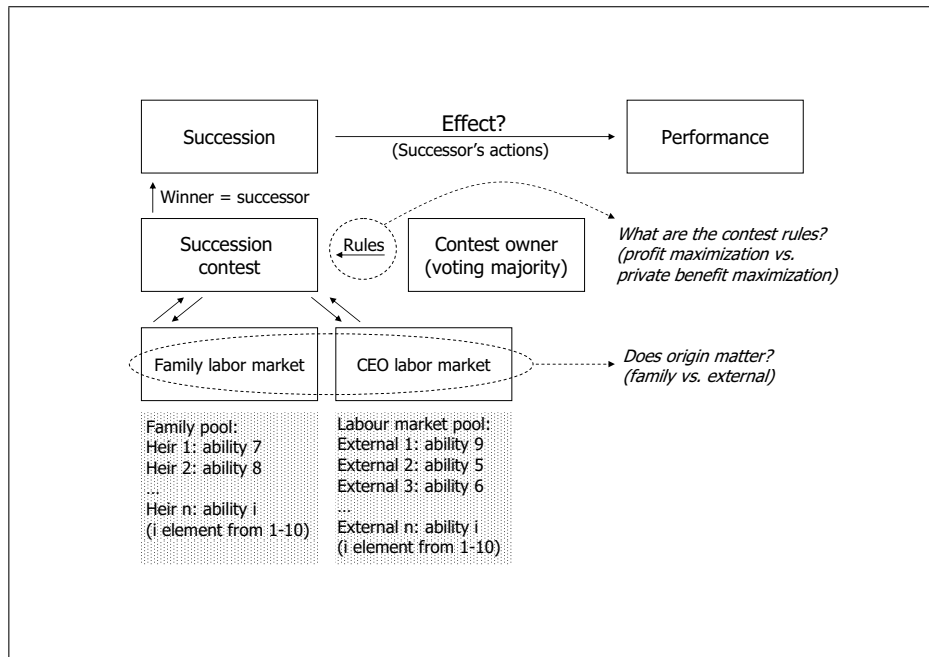 Succession
Effect?
(Successor's actions)
Performance
Winner = successor
Succession
contest
Rules
Contest owner
(voting majority)
What are the contest rules?
(profit maximization vs.
private benefit maximization)
Family labor market
CEO labor market
Does origin matter?
(family vs. external)
Family pool:
Heir 1: ability 7
Heir 2: ability 8
...
Heir n: ability i
(i element from 1-10)
Labour market pool:
External 1: ability 9
External 2: ability 5
External 3: ability 6
...
External n: ability i
(i element from 1-10)